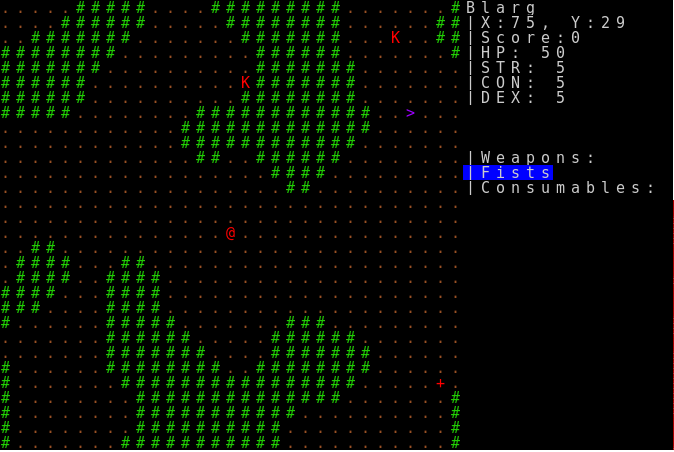 Blarg
|X:75, Y:29
|Score:0
|HP: 50
|STR: 5
|CON: 5
|DEX: 5
|Weapons:
|Fists
|Consumables: